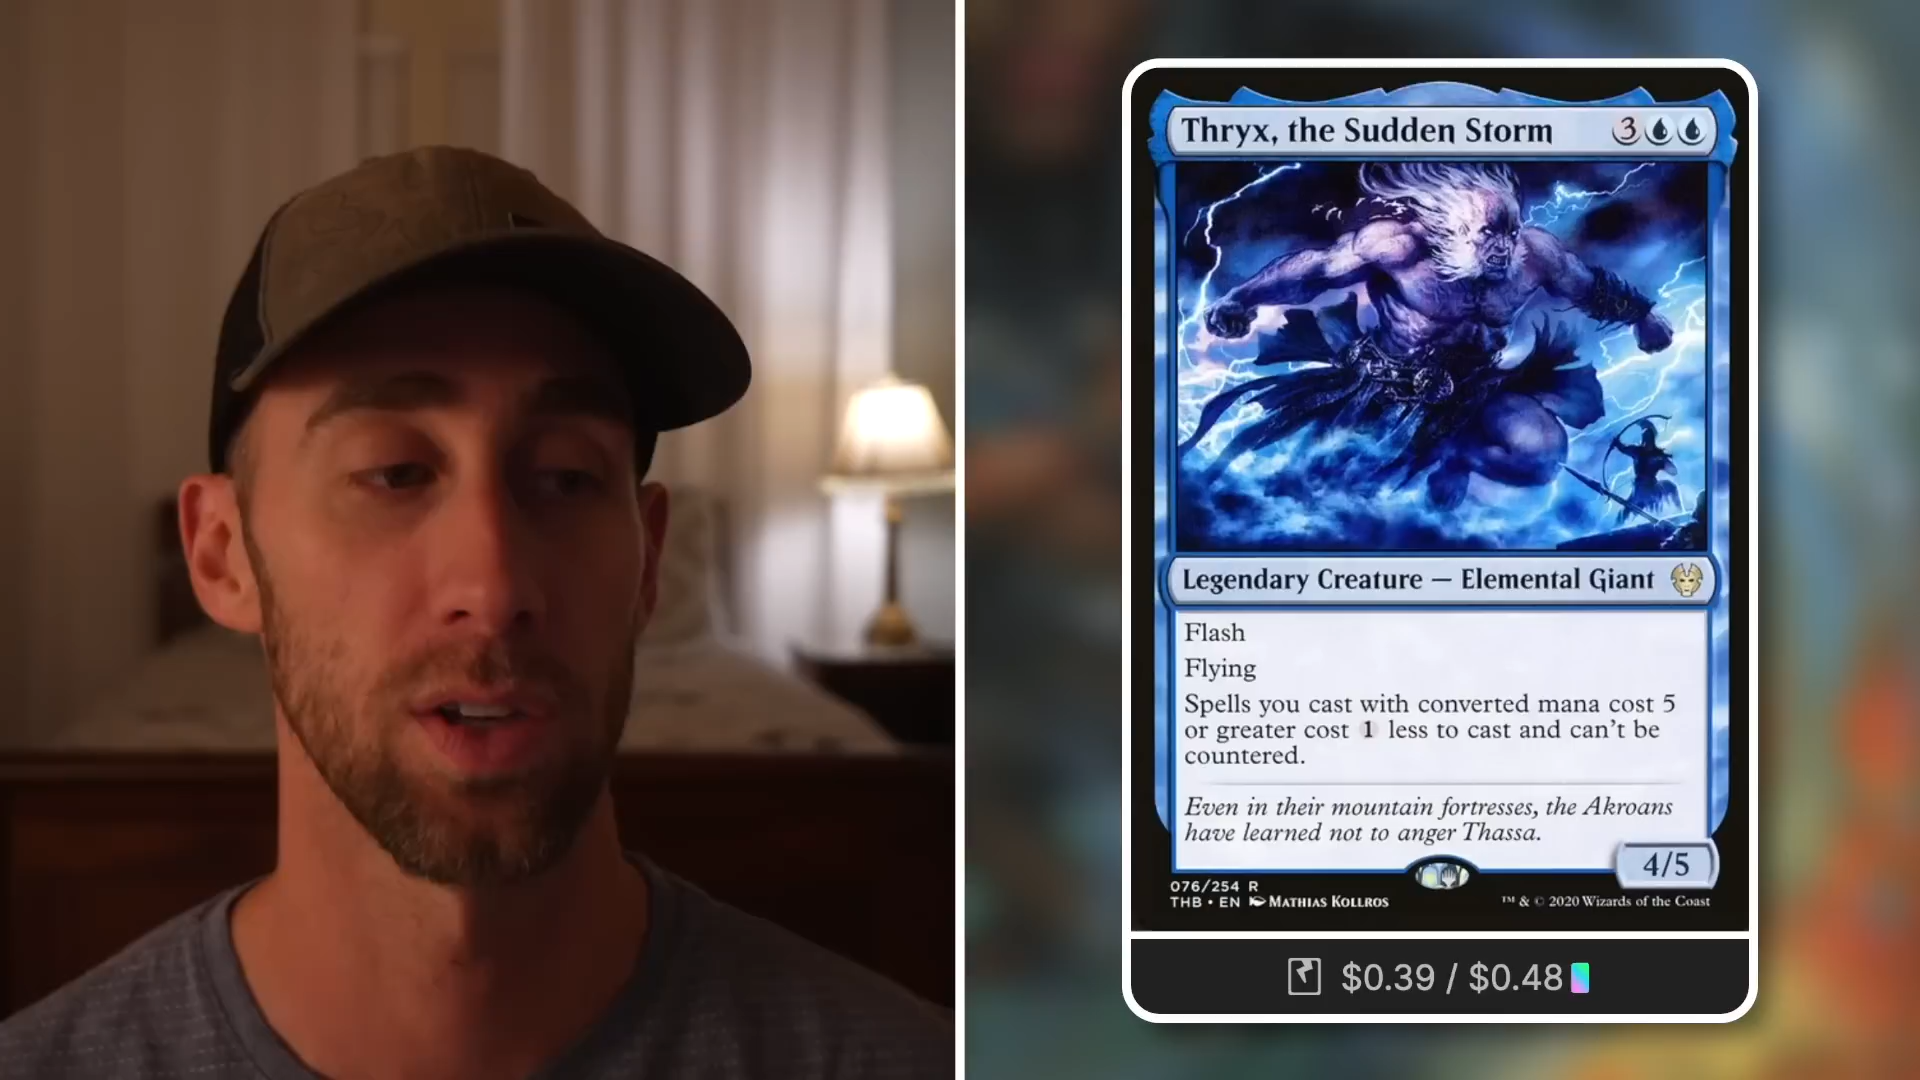 Thryx, the Sudden Storm 3
Legendary Creature — Elemental Giant
Flash
Flying
Spells you cast with converted mana cost 5
or greater cost 1 less to cast and can't be
countered.
Even in their mountain fortresses, the Akroans
have learned not to anger Thassa.
4/5
076/254 R
THB • EN MATHIAS KOLLROS
™ & © 2020 Wizards of the Coast
$0.39 / $0.48